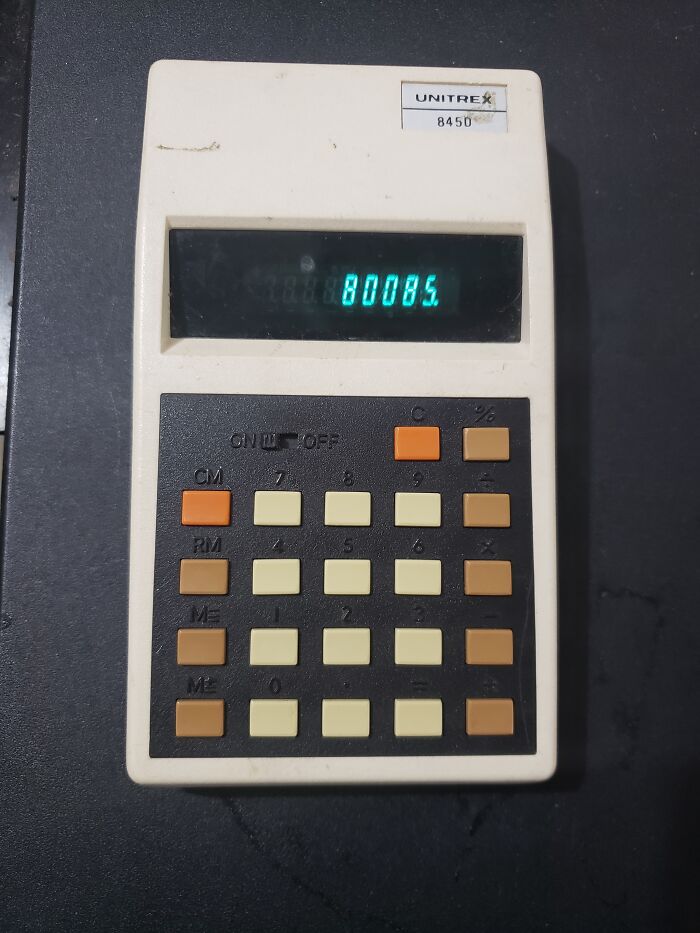 UNITREX
8450
80085.
C %
ON OFF
CM 7 8 9 ÷
RM 4 5 6 X
M= 1 2 3 -
0 . =